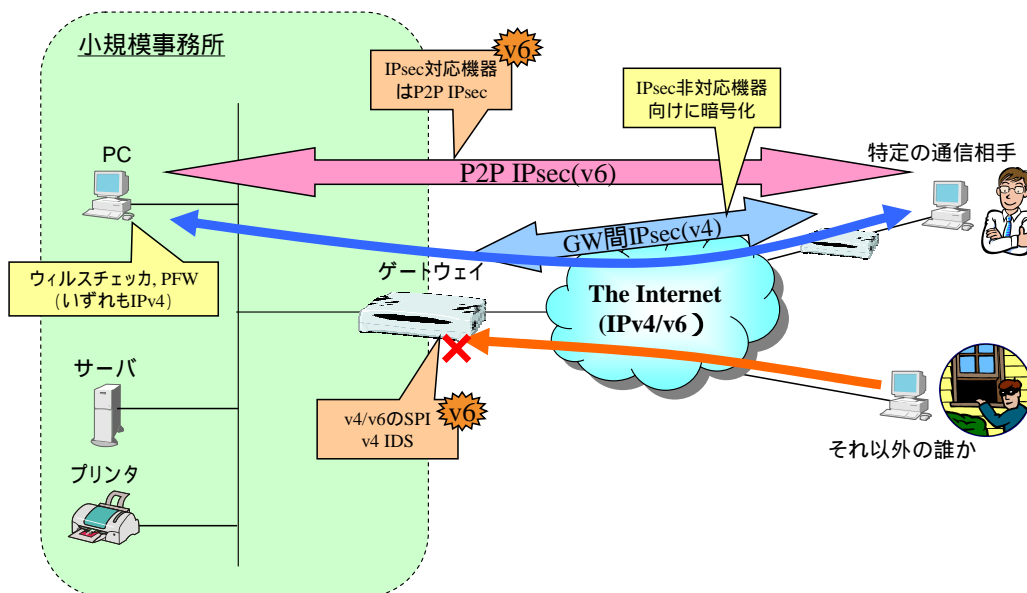 小規模事務所
v6
IPsec対応機器
はP2P IPsec
IPsec非対応機器
向けに暗号化
PC
特定の通信相手
P2P IPsec(v6)
GW間IPsec(v4)
ウィルスチェッカ, PFW
(いずれもIPv4)
ゲートウェイ
The Internet
(IPv4/v6)
サーバ
v4/v6のSPI
v4 IDS
v6
それ以外の誰か
プリンタ